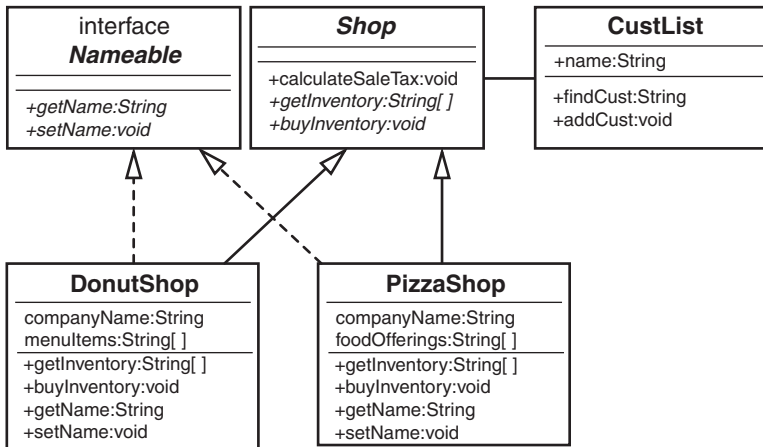 interface
Nameable
+getName:String
+setName:void
Shop
+calculateSaleTax:void
+getInventory:String[ ]
+buyInventory:void
CustList
+name:String
+findCust:String
+addCust:void
DonutShop
companyName:String
menuItems:String[ ]
+getInventory:String[ ]
+buyInventory:void
+getName:String
+setName:void
PizzaShop
companyName:String
foodOfferings:String[ ]
+getInventory:String[ ]
+buyInventory:void
+getName:String
+setName:void